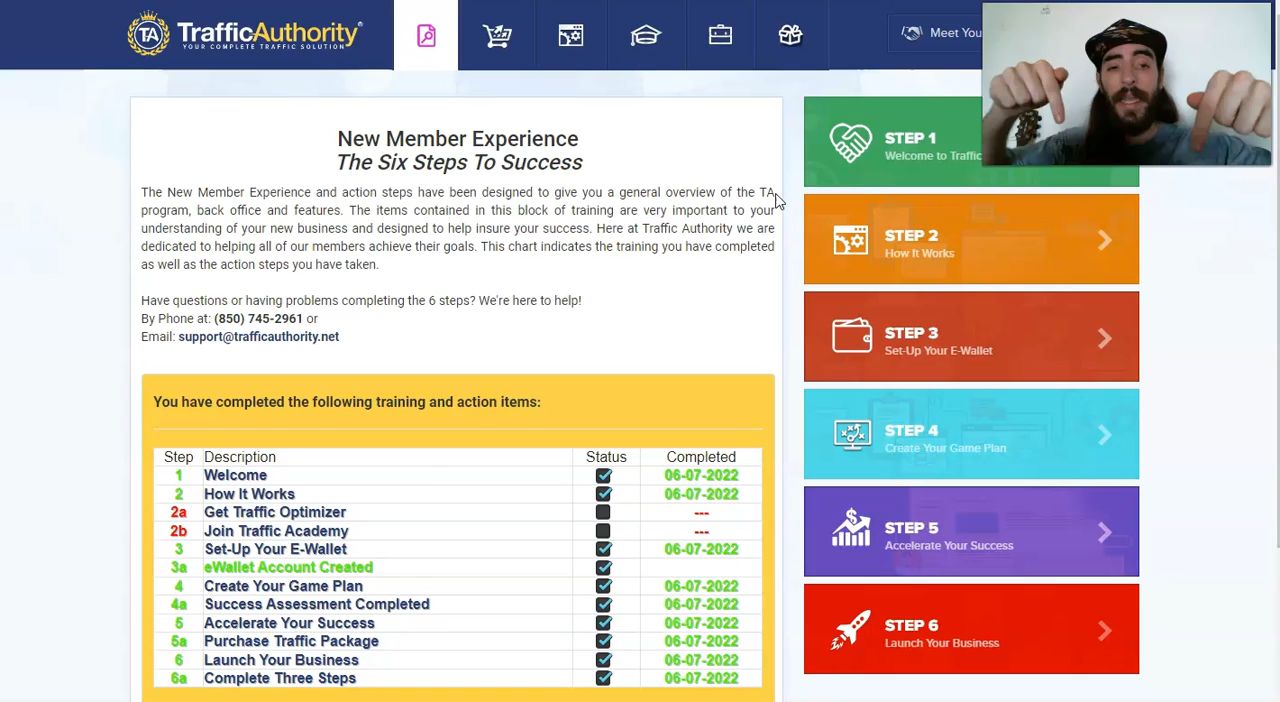 TA TrafficAuthority®
YOUR COMPLETE TRAFFIC SOLUTION
Meet You
New Member Experience
The Six Steps To Success
The New Member Experience and action steps have been designed to give you a general overview of the TA
program, back office and features. The items contained in this block of training are very important to your
understanding of your new business and designed to help insure your success. Here at Traffic Authority we are
dedicated to helping all of our members achieve their goals. This chart indicates the training you have completed
as well as the action steps you have taken.
Have questions or having problems completing the 6 steps? We're here to help!
By Phone at: (850) 745-2961 or
Email: support@trafficauthority.net
You have completed the following training and action items:
Step Description Status Completed
1 Welcome 06-07-2022
2 How It Works 06-07-2022
2a Get Traffic Optimizer ---
2b Join Traffic Academy ---
3 Set-Up Your E-Wallet 06-07-2022
3a eWallet Account Created
4 Create Your Game Plan 06-07-2022
4a Success Assessment Completed 06-07-2022
5 Accelerate Your Success 06-07-2022
5a Purchase Traffic Package 06-07-2022
6 Launch Your Business 06-07-2022
6a Complete Three Steps 06-07-2022
STEP 1
Welcome to Traffic
STEP 2
How It Works
STEP 3
Set-Up Your E-Wallet
STEP 4
Create Your Game Plan
STEP 5
Accelerate Your Success
STEP 6
Launch Your Business